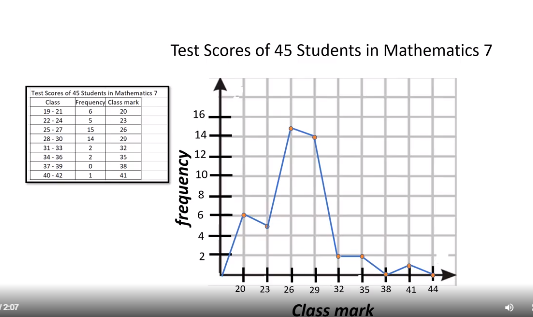 Test Scores of 45 Students in Mathematics 7
Test Scores of 45 Students in Mathematics 7
Class Frequency Class mark
19 - 21 6 20
22 - 24 5 23
25 - 27 15 26
28 - 30 14 29
31 - 33 2 32
34 - 36 2 35
37 - 39 0 38
40 - 42 1 41
frequency
16
14
12
10
8
6
4
2
20 23 26 29 32 35 38 41 44
Class mark
/ 2:07